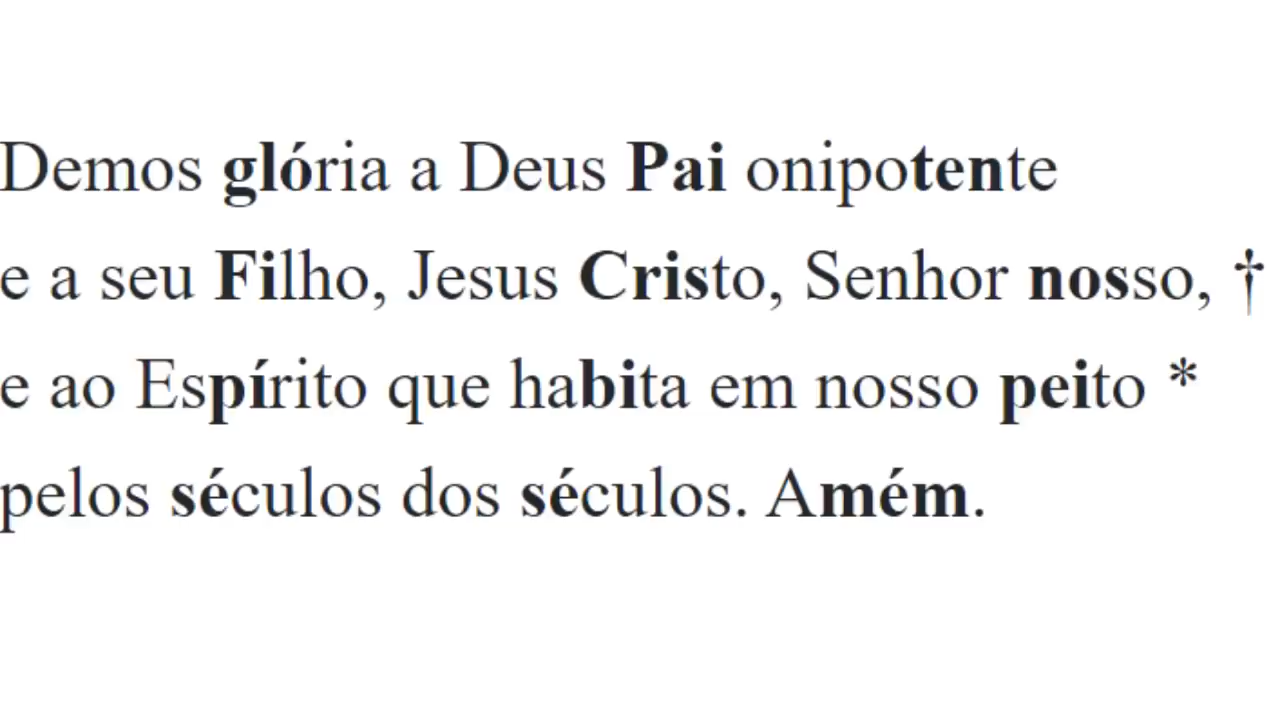 Demos glória a Deus Pai onipotente
e a seu Filho, Jesus Cristo, Senhor nosso, †
e ao Espírito que habita em nosso peito *
pelos séculos dos séculos. Amém.